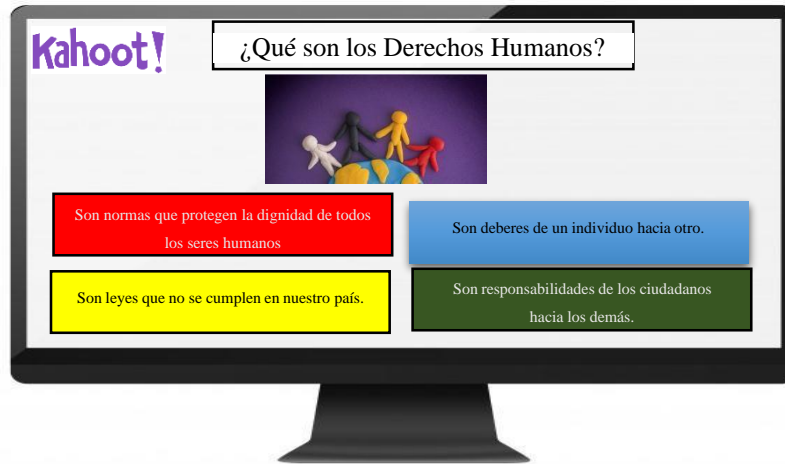 Kahoot!
¿Qué son los Derechos Humanos?
Son normas que protegen la dignidad de todos
los seres humanos
Son deberes de un individuo hacia otro.
Son leyes que no se cumplen en nuestro país.
Son responsabilidades de los ciudadanos
hacia los demás.